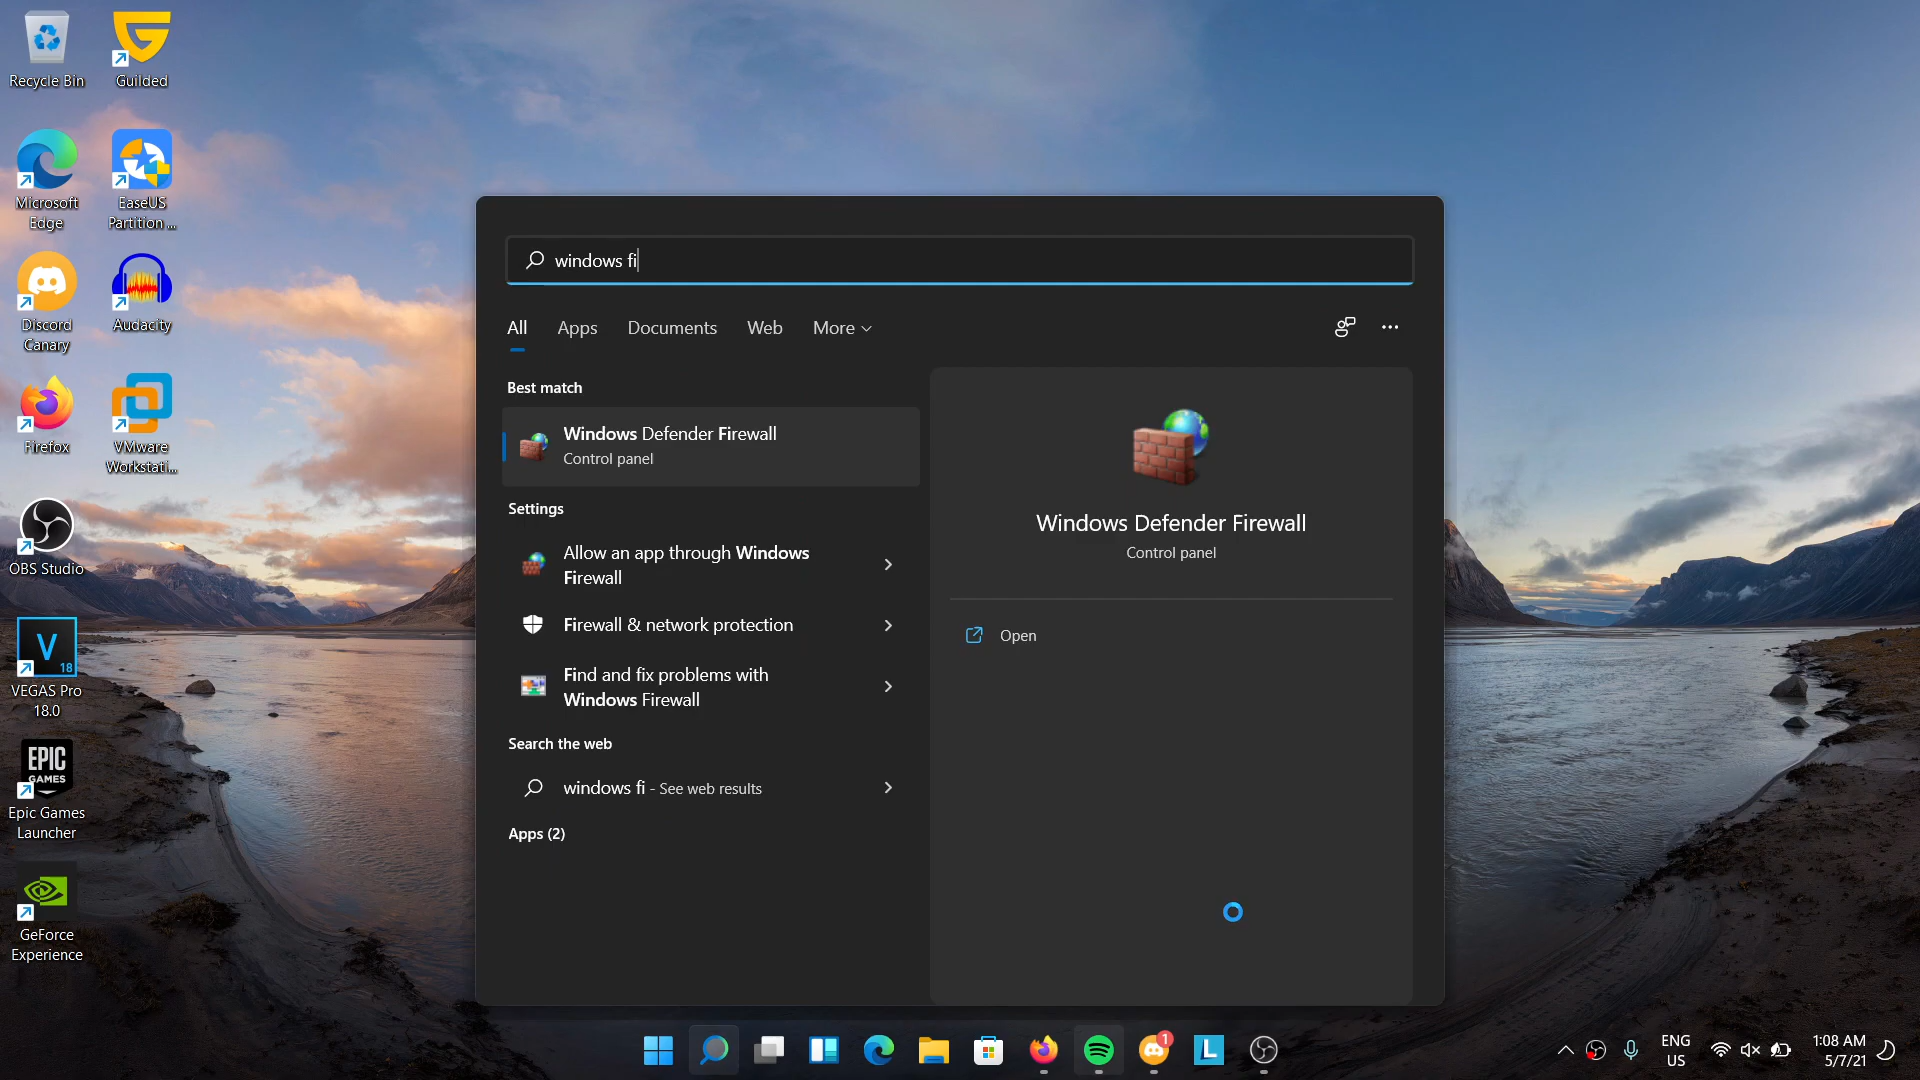 Recycle Bin
Guilded
Microsoft
Edge
EaseUS
Partition ...
Discord
Canary
Audacity
Firefox
VMware
Workstati...
OBS Studio
V
18
VEGAS Pro
18.0
EPIC
GAMES
Epic Games
Launcher
GeForce
Experience
windows fi
All
Apps
Documents
Web
More
Best match
Windows Defender Firewall
Control panel
Settings
Allow an app through Windows
Firewall
Firewall & network protection
Find and fix problems with
Windows Firewall
Search the web
windows fi - See web results
Apps (2)
Windows Defender Firewall
Control panel
Open
1
L
ENG
US
1:08 AM
5/7/21